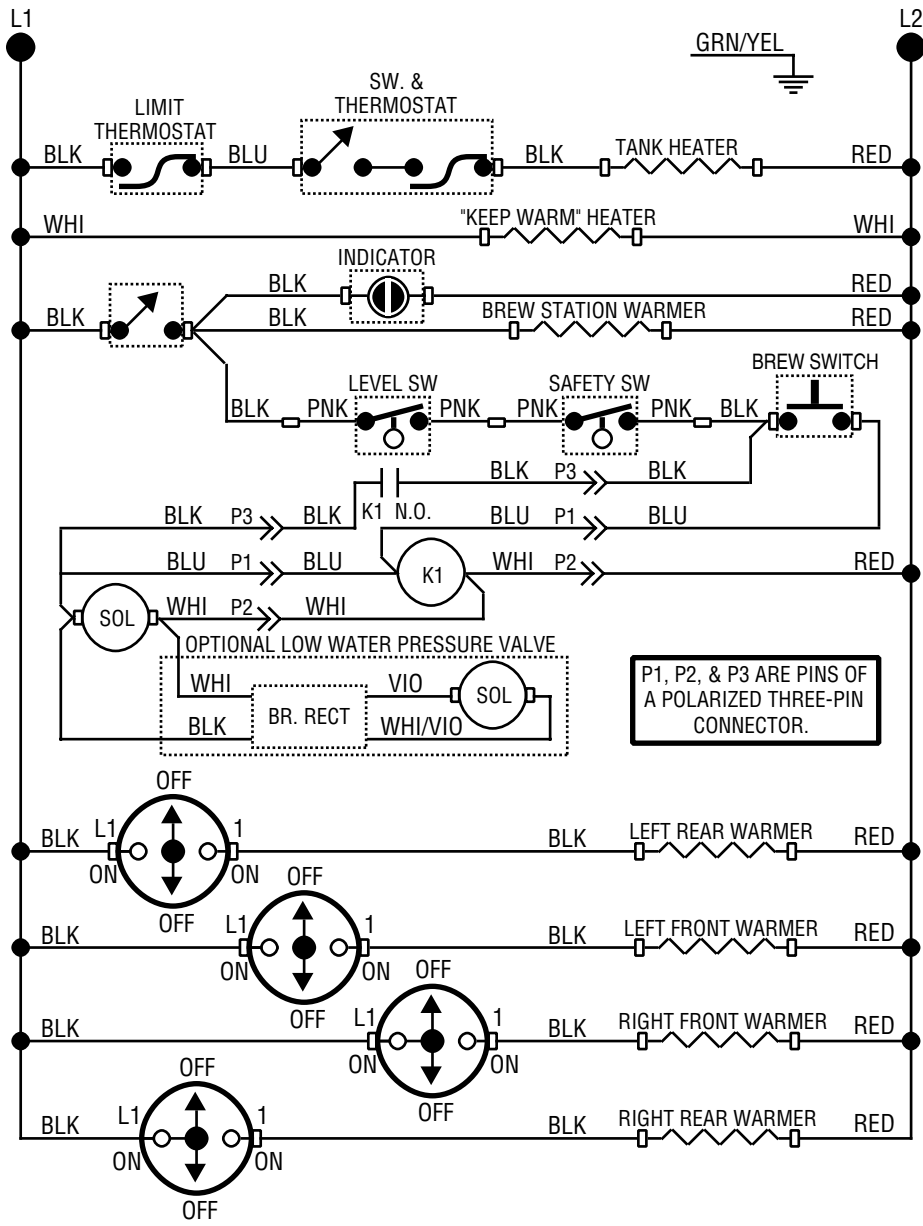 L1
L2
GRN/YEL
SW. &
THERMOSTAT
LIMIT
THERMOSTAT
BLK
BLU
BLK
TANK HEATER
RED
WHI
"KEEP WARM" HEATER
WHI
INDICATOR
BLK
RED
BLK
BLK
BREW STATION WARMER
RED
BREW SWITCH
LEVEL SW
SAFETY SW
BLK
PNK
PNK
PNK
PNK
BLK
BLK
P3
BLK
K1 N.O.
BLK
P3
BLK
BLU
P1
BLU
BLU
P1
BLU
K1
WHI
P2
RED
SOL
WHI
P2
WHI
OPTIONAL LOW WATER PRESSURE VALVE
WHI
BR. RECT
VIO
SOL
BLK
WHI/VIO
P1, P2, & P3 ARE PINS OF
A POLARIZED THREE-PIN
CONNECTOR.
OFF
BLK
L1
1
BLK
LEFT REAR WARMER
RED
ON
ON
OFF
OFF
BLK
L1
1
BLK
LEFT FRONT WARMER
RED
ON
ON
OFF
OFF
BLK
L1
1
BLK
RIGHT FRONT WARMER
RED
ON
ON
OFF
OFF
BLK
L1
1
BLK
RIGHT REAR WARMER
RED
ON
ON
OFF